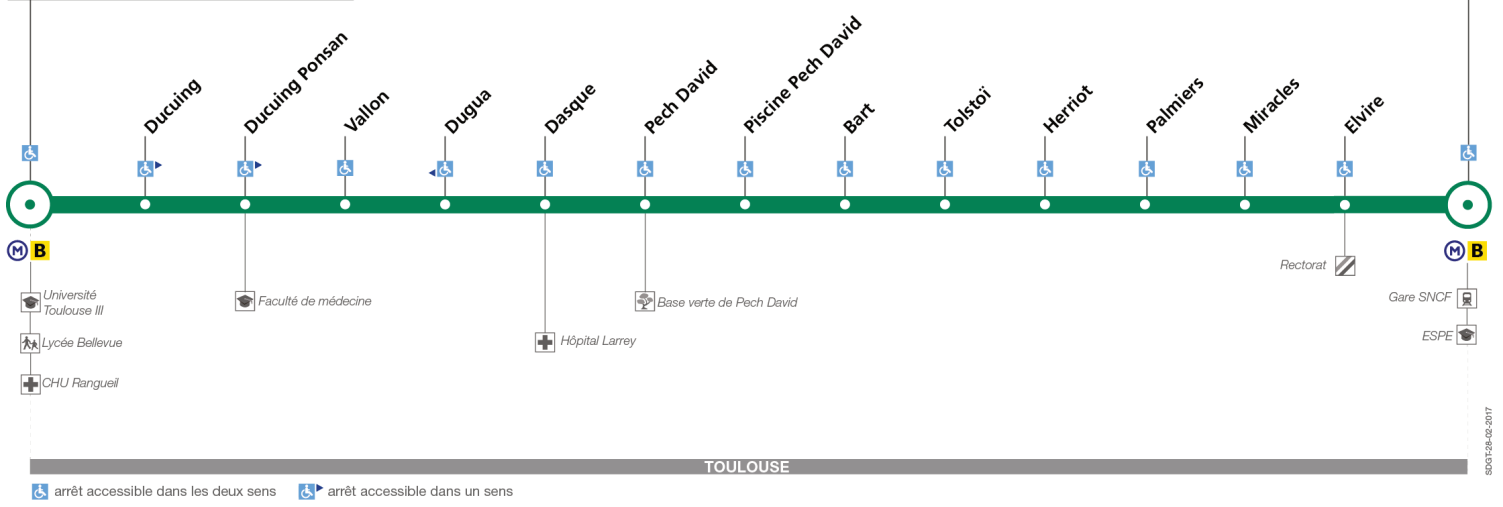 Ducuing
Ducuing Ponsan
Vallon
Dugua
Dasque
Pech David
Piscine Pech David
Bart
Tolstoï
Herriot
Palmiers
Miracles
Elvire
M B
M B
Université
Toulouse III
Lycée Bellevue
CHU Rangueil
Faculté de médecine
Hôpital Larrey
Base verte de Pech David
Rectorat
Gare SNCF
ESPE
SDGT-28-02-2017
TOULOUSE
arrêt accessible dans les deux sens
arrêt accessible dans un sens